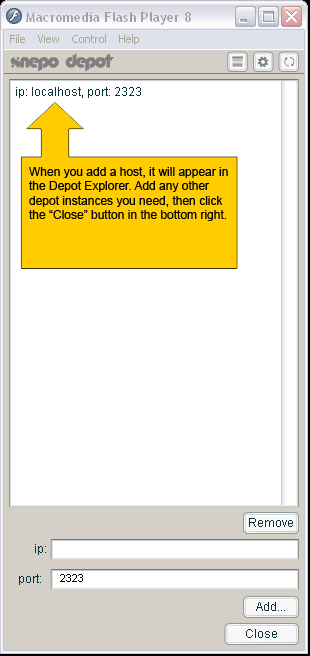 Macromedia Flash Player 8
File View Control Help
snepo depot
ip: localhost, port: 2323
When you add a host, it will appear in
the Depot Explorer. Add any other
depot instances you need, then click
the “Close” button in the bottom right.
Remove
ip:
port: 2323
Add...
Close